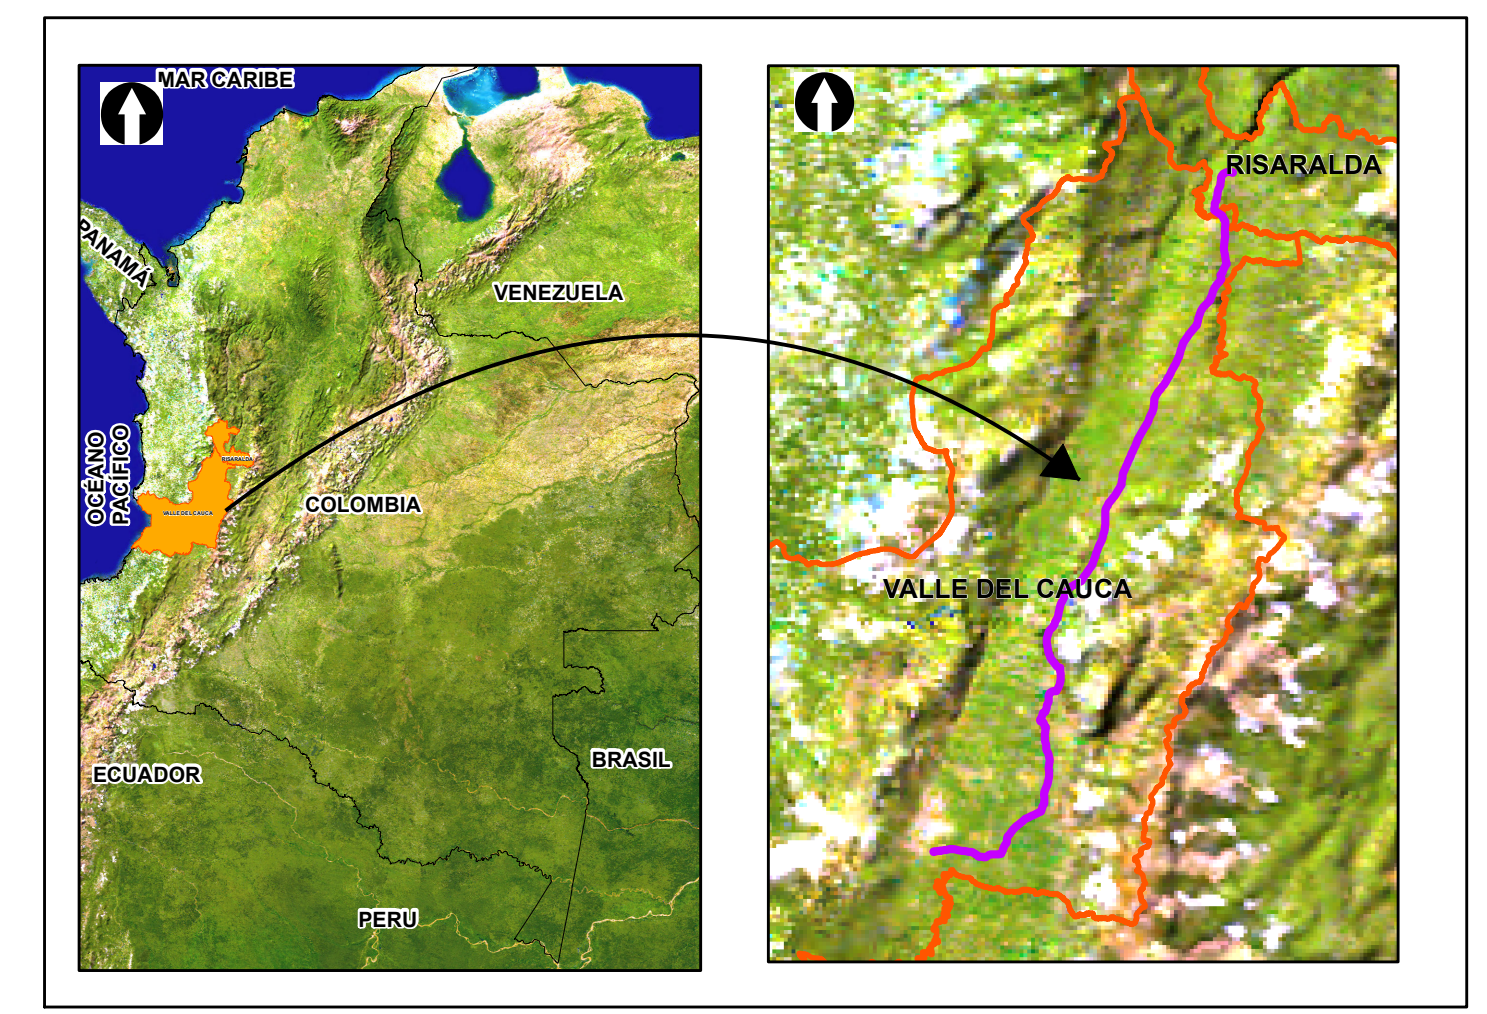 MAR CARIBE
PANAMÁ
VENEZUELA
OCÉANO
PACÍFICO
RISARALDA
VALLE DEL CAUCA
COLOMBIA
BRASIL
ECUADOR
PERU
RISARALDA
VALLE DEL CAUCA